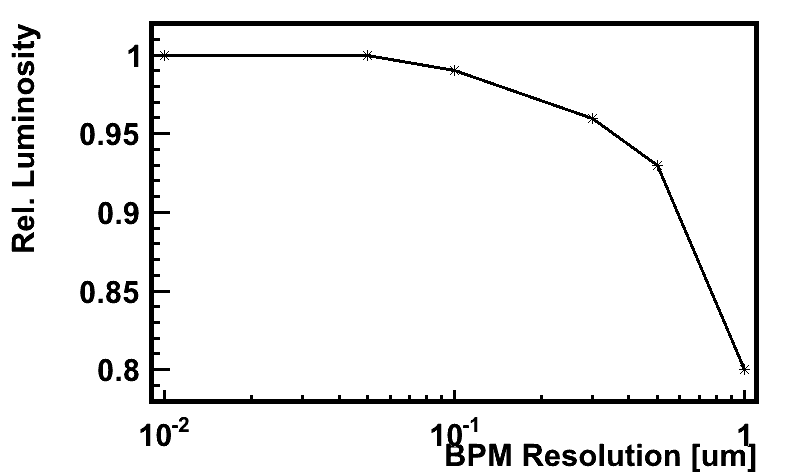 Rel. Luminosity
1
0.95
0.9
0.85
0.8
10⁻² 10⁻¹ 1
BPM Resolution [um]